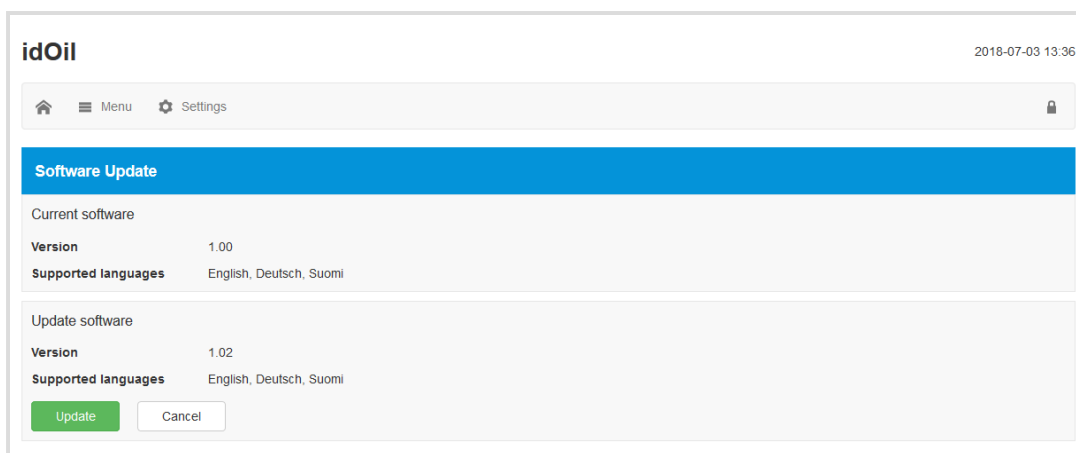 idOil
2018-07-03 13:36
Menu Settings
Software Update
Current software
Version 1.00
Supported languages English, Deutsch, Suomi
Update software
Version 1.02
Supported languages English, Deutsch, Suomi
Update Cancel